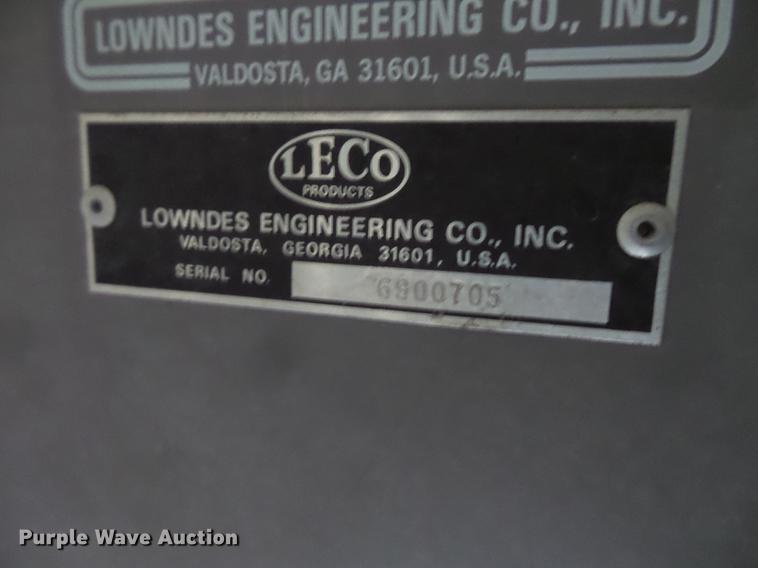 LOWNDES ENGINEERING CO., INC.
VALDOSTA, GA 31601, U.S.A.
LECO
PRODUCTS
LOWNDES ENGINEERING CO., INC.
VALDOSTA, GEORGIA 31601, U.S.A.
SERIAL NO. 6900705
Purple Wave Auction